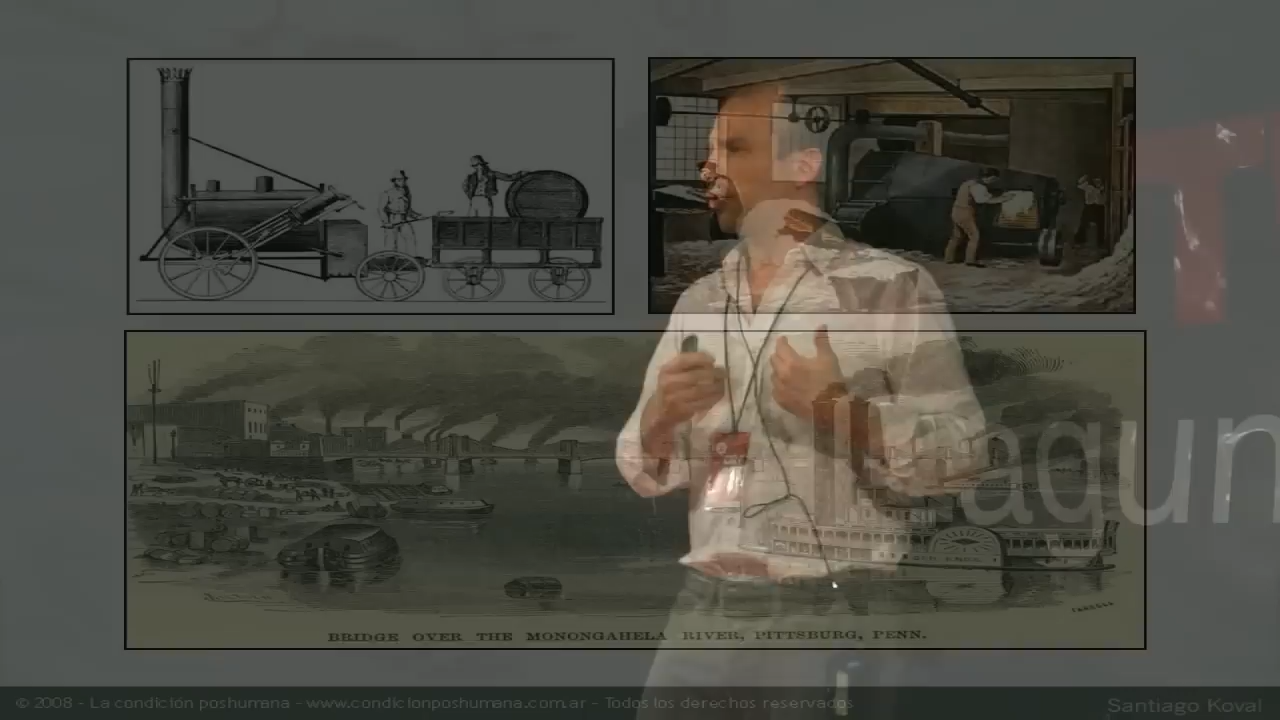 T
agun
BRIDGE OVER THE MONONGAHELA RIVER, PITTSBURG, PENN.
© 2008 - La condición poshumana - www.condicionposhumana.com.ar - Todos los derechos reservados
Santiago Koval